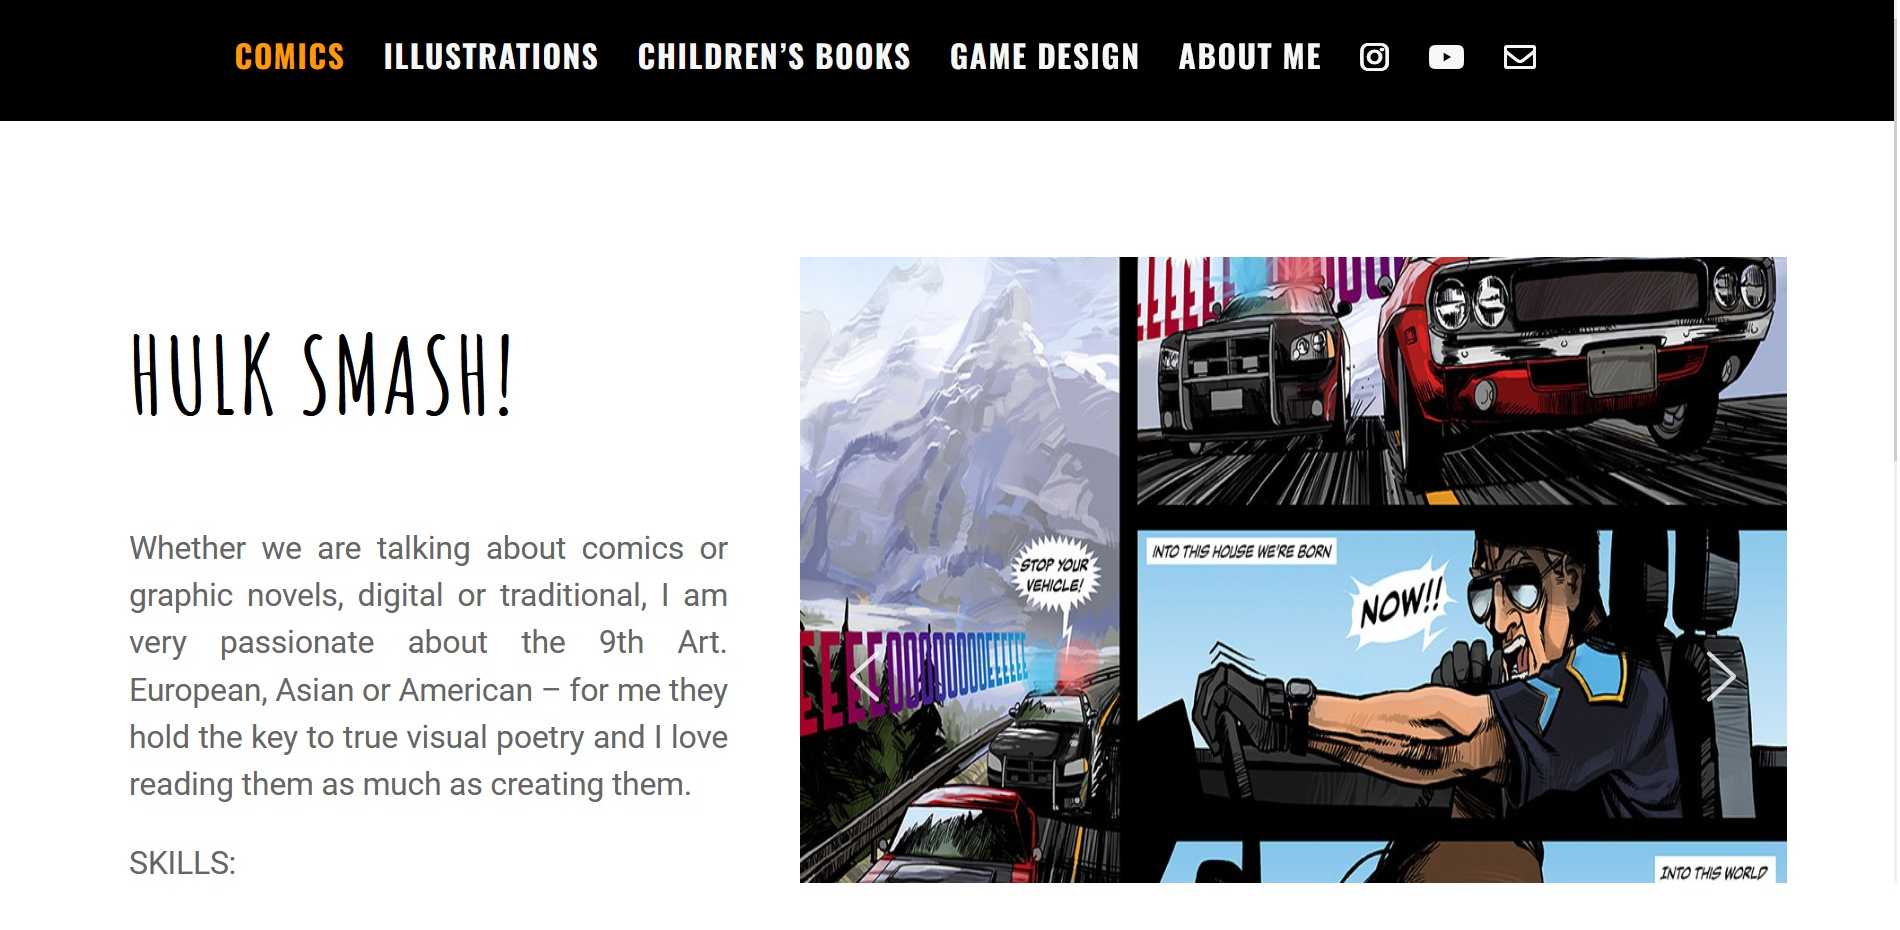 COMICS ILLUSTRATIONS CHILDREN’S BOOKS GAME DESIGN ABOUT ME
HULK SMASH!
Whether we are talking about comics or
graphic novels, digital or traditional, I am
very passionate about the 9th Art.
European, Asian or American – for me they
hold the key to true visual poetry and I love
reading them as much as creating them.
SKILLS:
STOP YOUR
VEHICLE!
INTO THIS HOUSE WE'RE BORN
NOW!!
INTO THIS WORLD